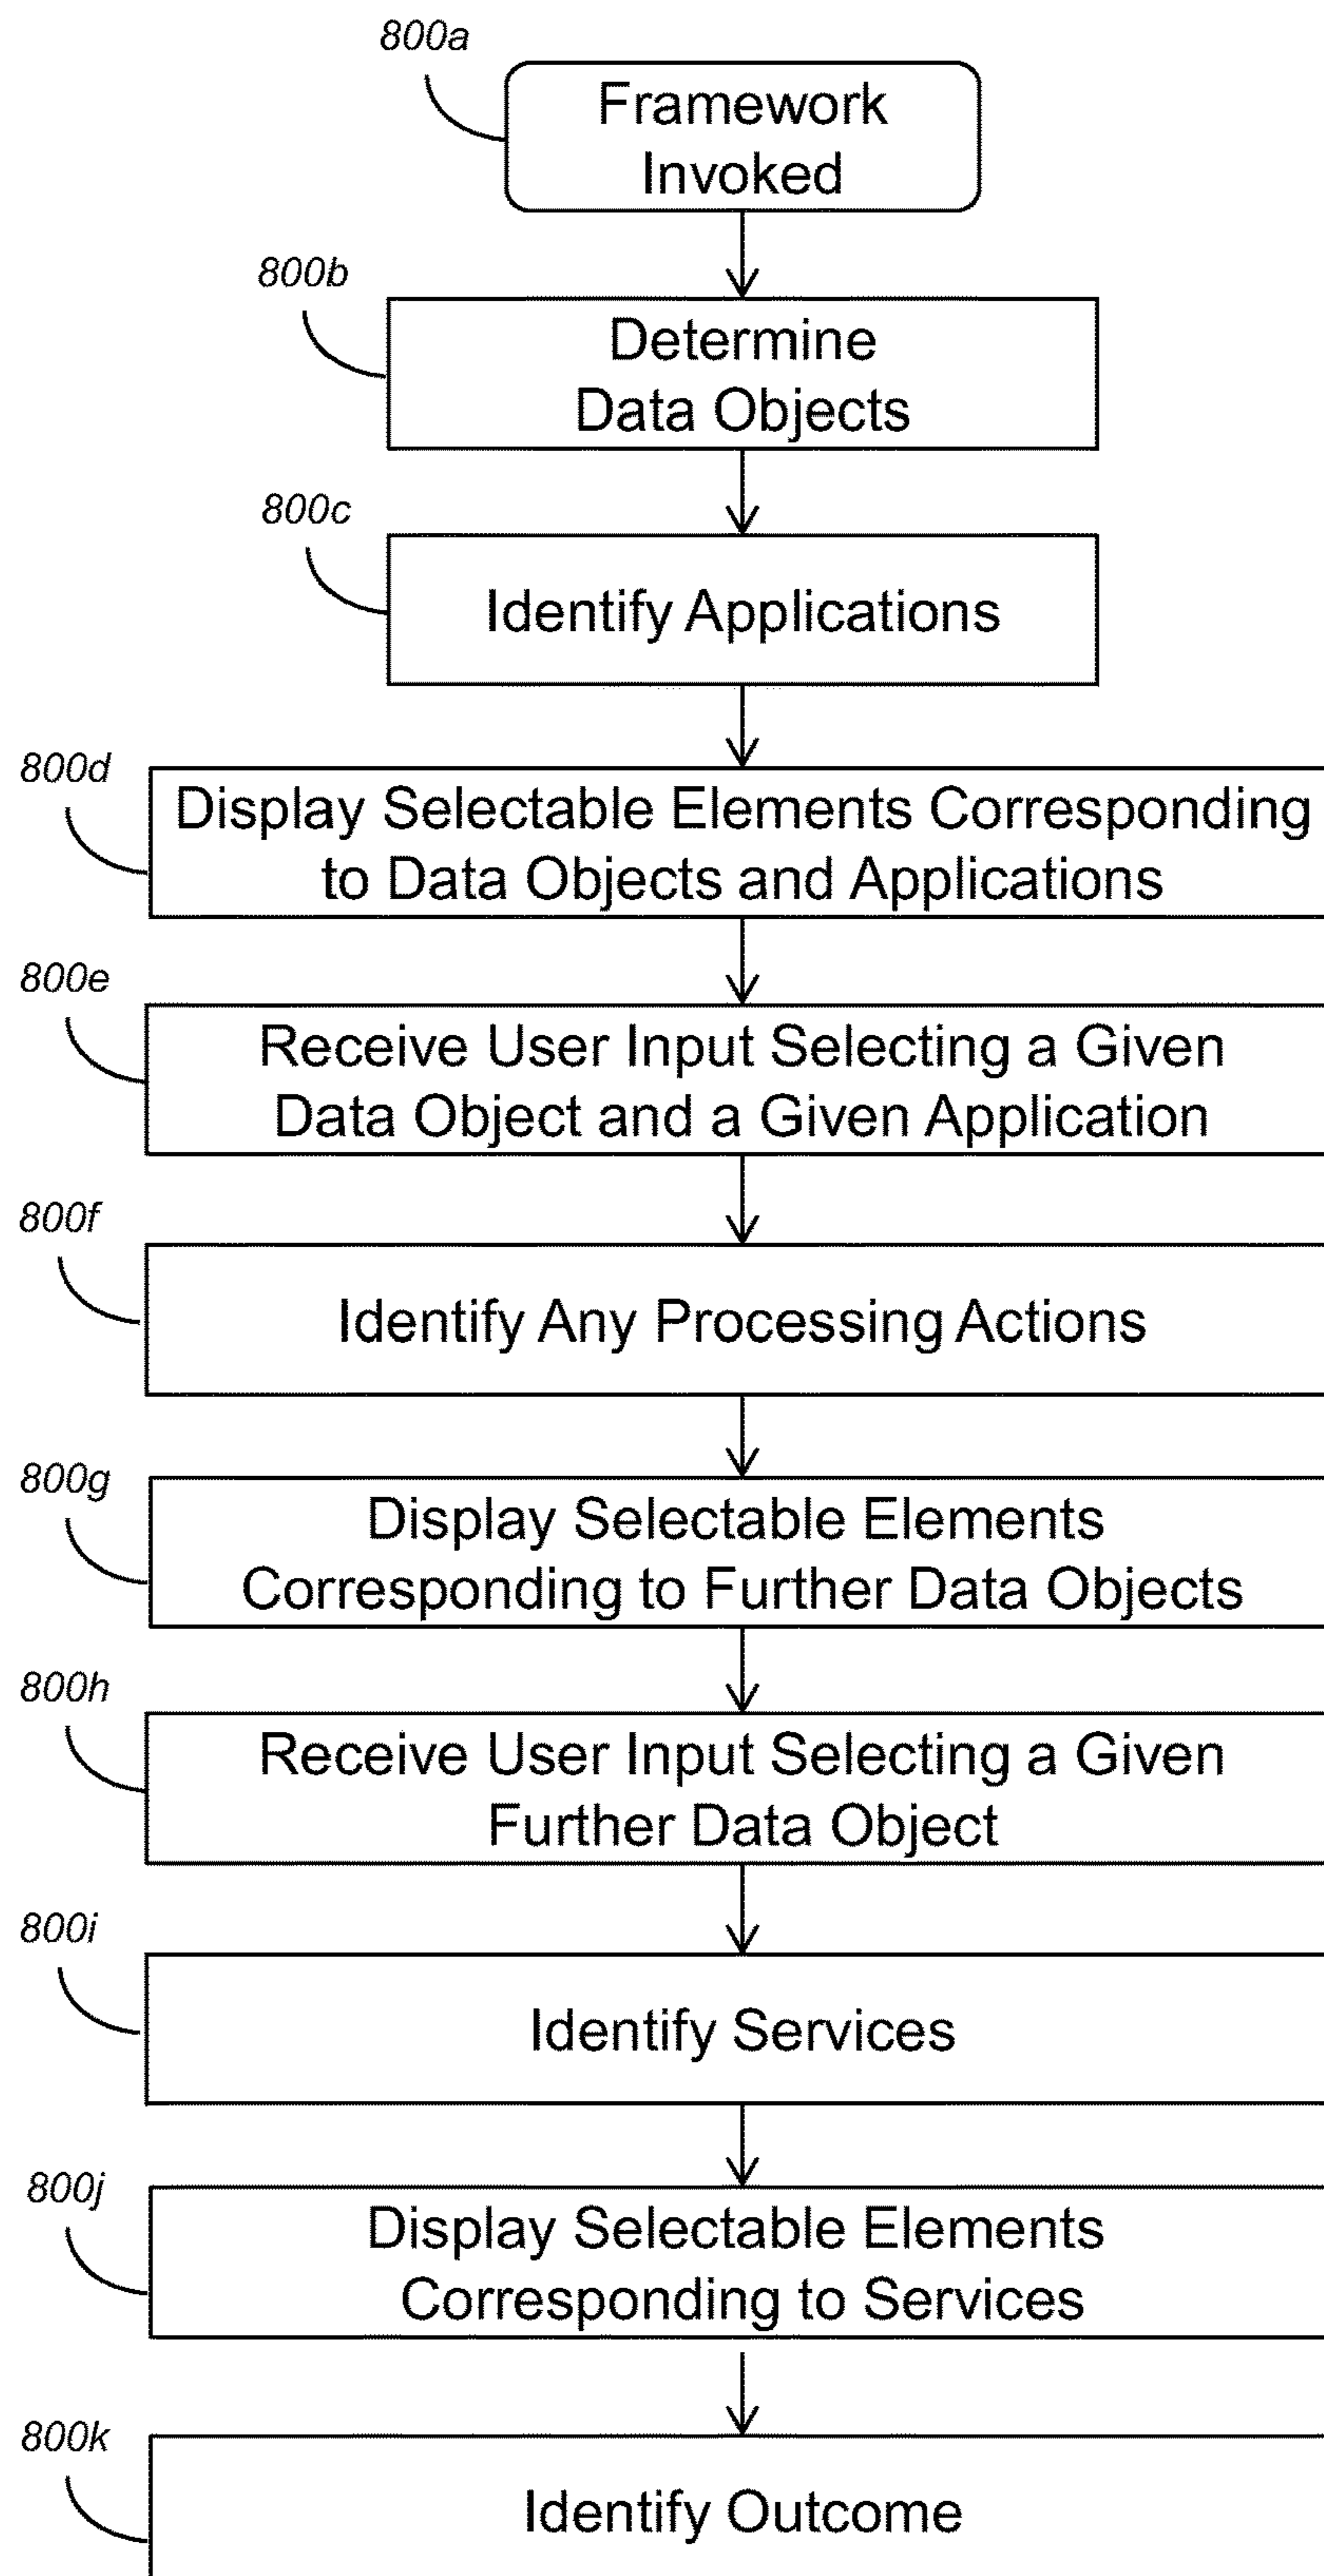 800a
Framework
Invoked
800b
Determine
Data Objects
800c
Identify Applications
800d
Display Selectable Elements Corresponding
to Data Objects and Applications
800e
Receive User Input Selecting a Given
Data Object and a Given Application
800f
Identify Any Processing Actions
800g
Display Selectable Elements
Corresponding to Further Data Objects
800h
Receive User Input Selecting a Given
Further Data Object
800i
Identify Services
800j
Display Selectable Elements
Corresponding to Services
800k
Identify Outcome